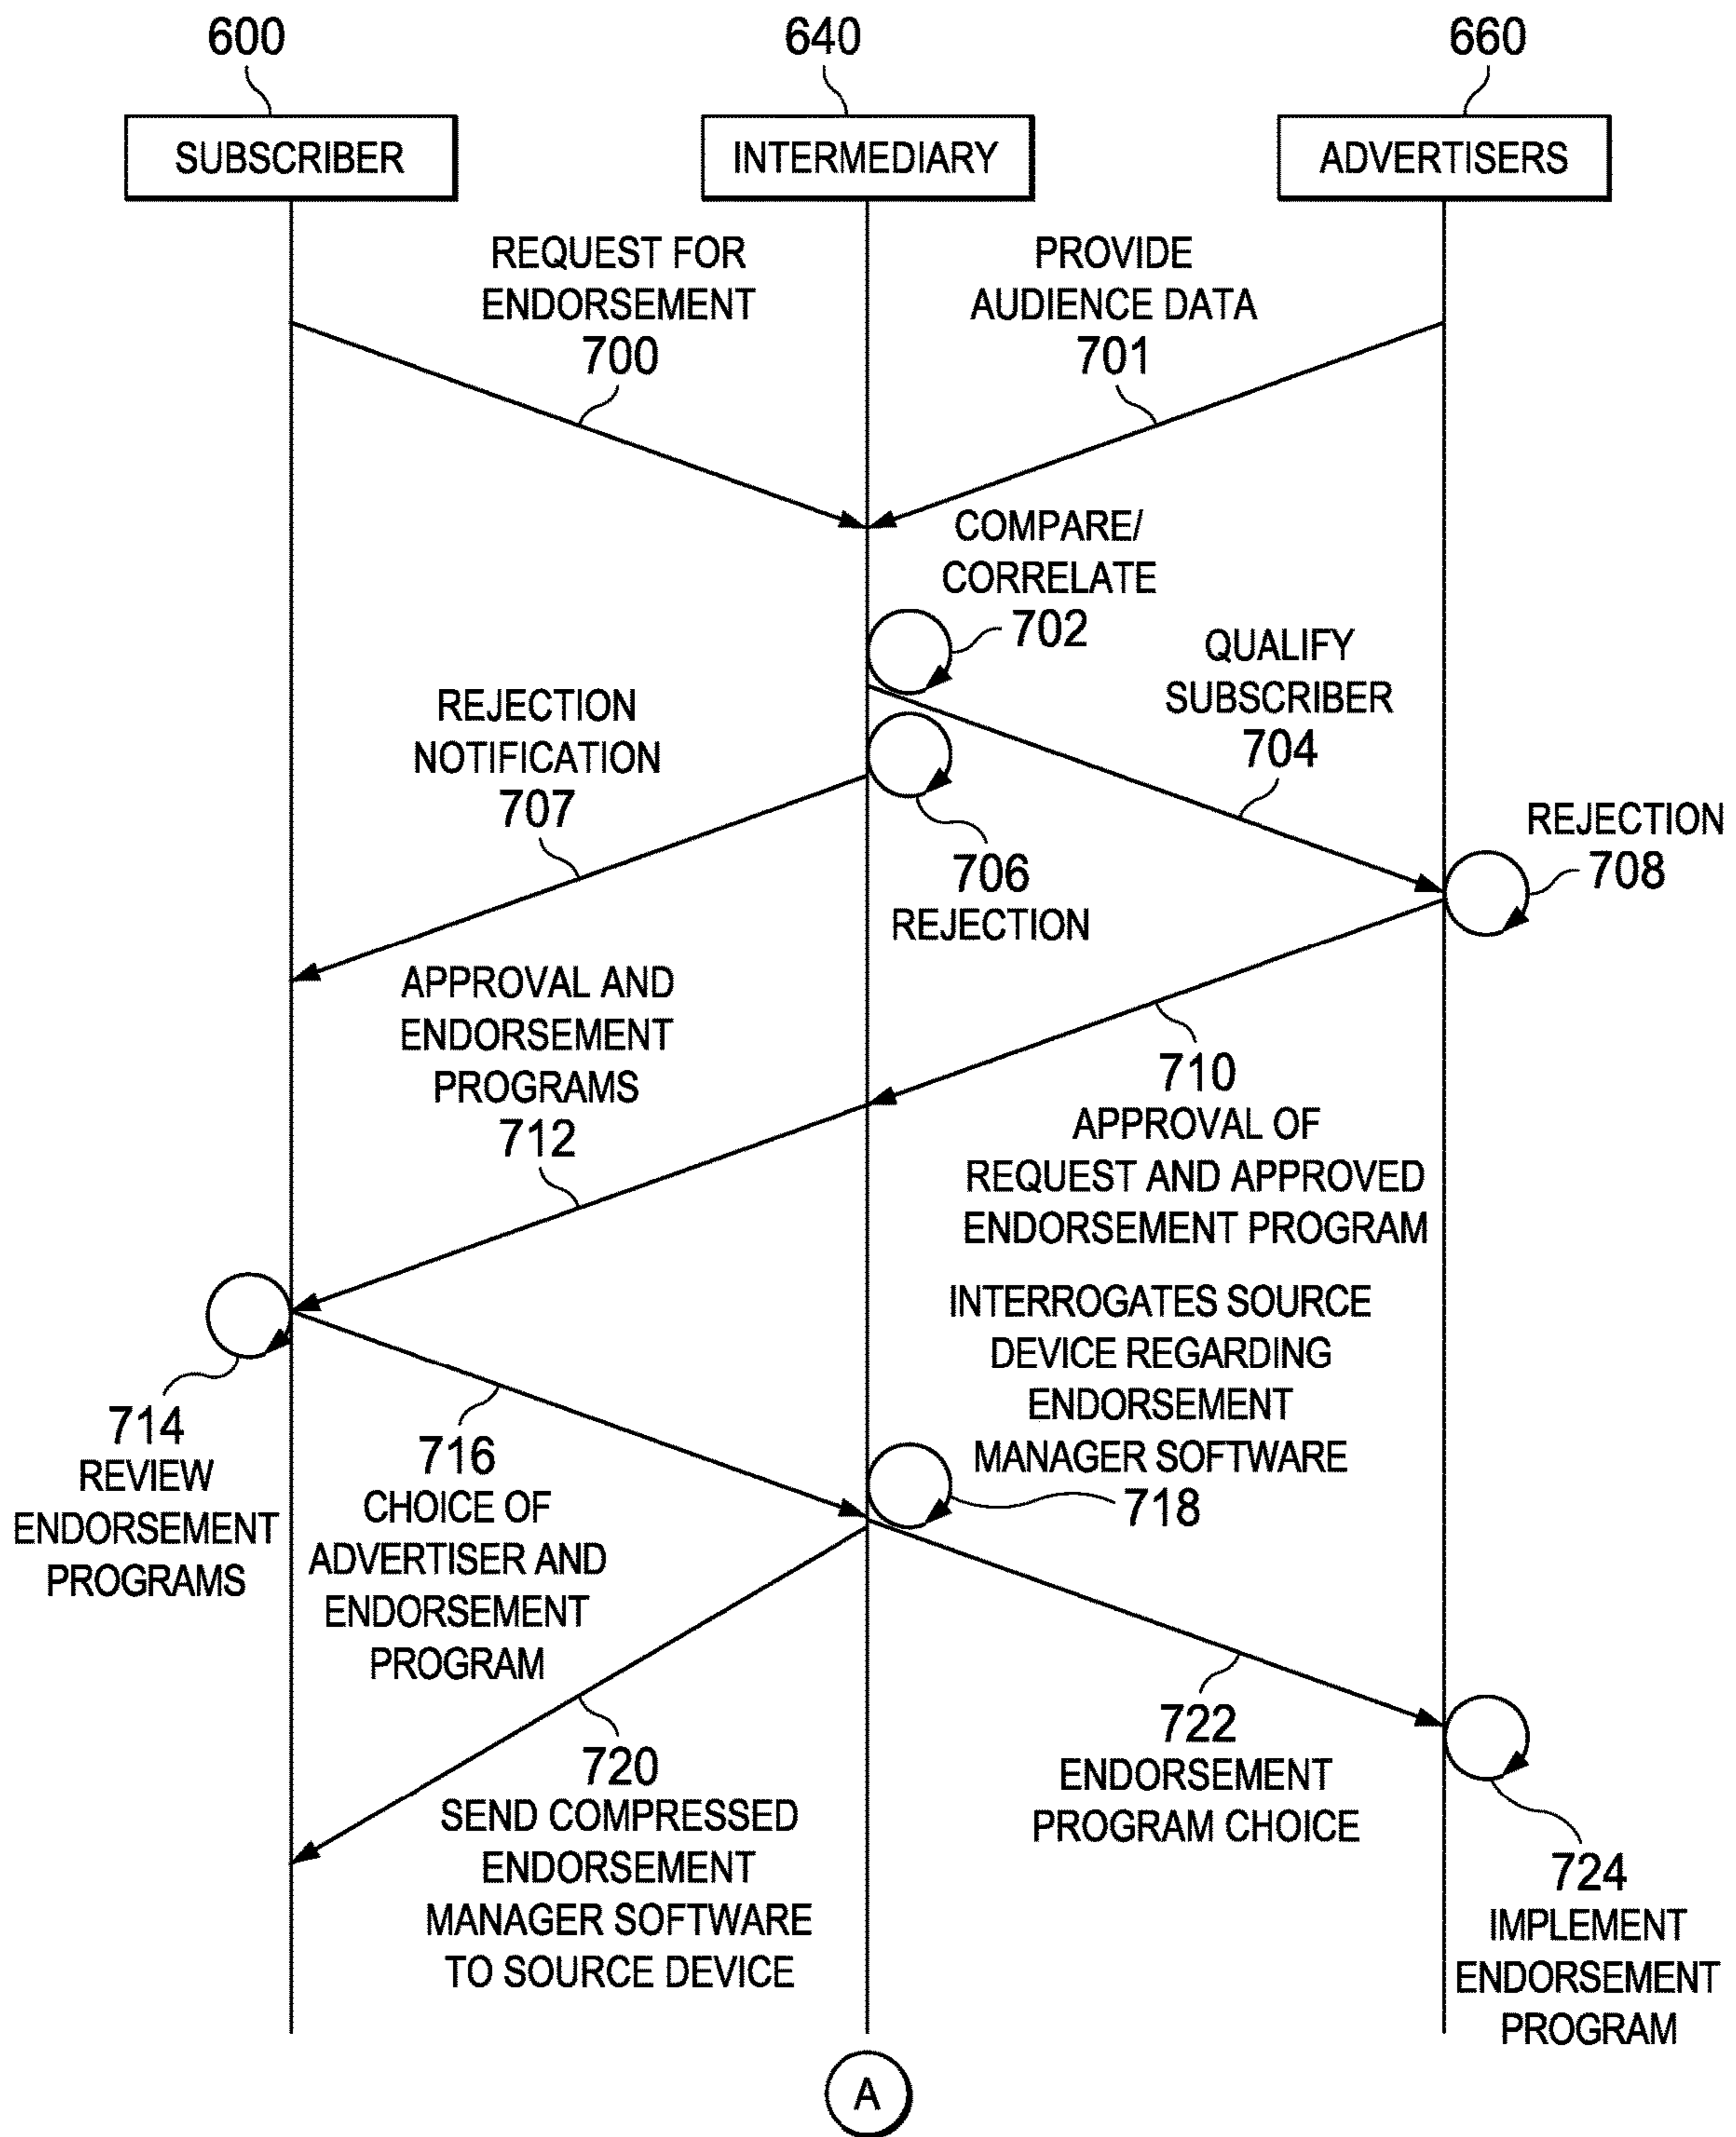 600
640
660
SUBSCRIBER
INTERMEDIARY
ADVERTISERS
REQUEST FOR
ENDORSEMENT
700
PROVIDE
AUDIENCE DATA
701
COMPARE/
CORRELATE
702
QUALIFY
SUBSCRIBER
704
REJECTION
NOTIFICATION
707
706
REJECTION
REJECTION
708
APPROVAL AND
ENDORSEMENT
PROGRAMS
712
710
APPROVAL OF
REQUEST AND APPROVED
ENDORSEMENT PROGRAM
INTERROGATES SOURCE
DEVICE REGARDING
ENDORSEMENT
MANAGER SOFTWARE
718
714
REVIEW
ENDORSEMENT
PROGRAMS
716
CHOICE OF
ADVERTISER AND
ENDORSEMENT
PROGRAM
720
SEND COMPRESSED
ENDORSEMENT
MANAGER SOFTWARE
TO SOURCE DEVICE
722
ENDORSEMENT
PROGRAM CHOICE
724
IMPLEMENT
ENDORSEMENT
PROGRAM
A